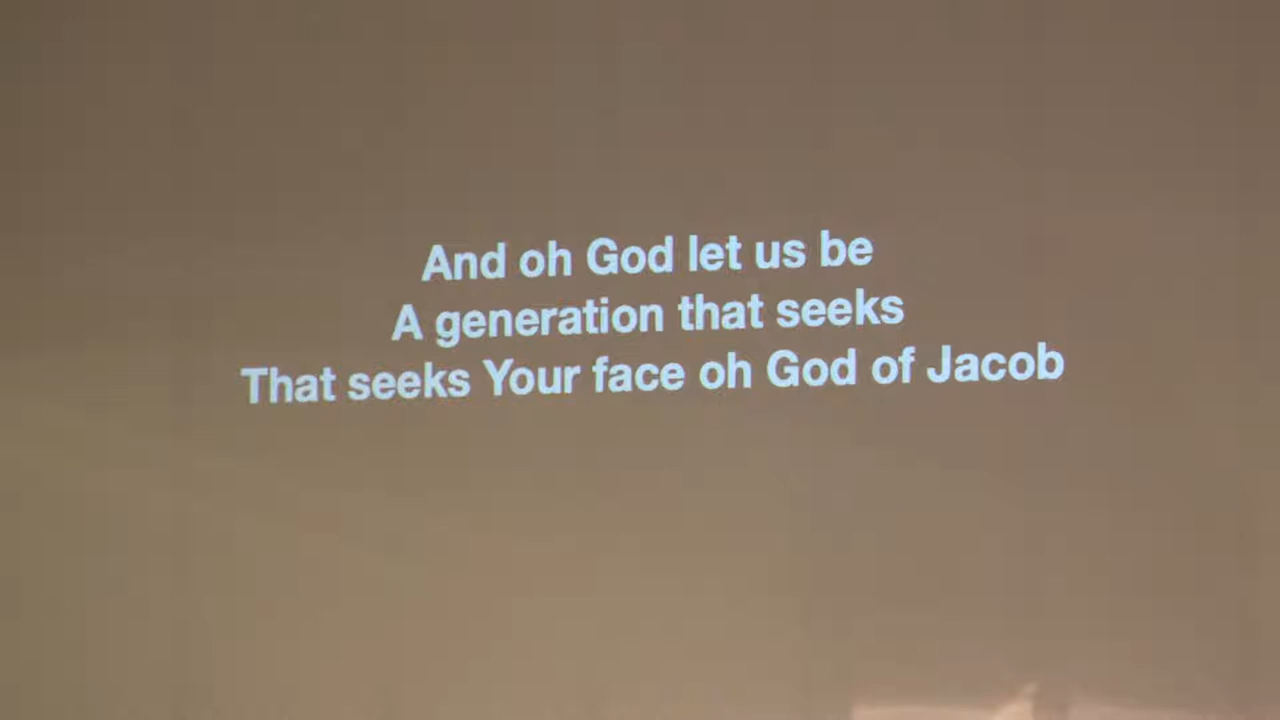 And oh God let us be
A generation that seeks
That seeks Your face oh God of Jacob